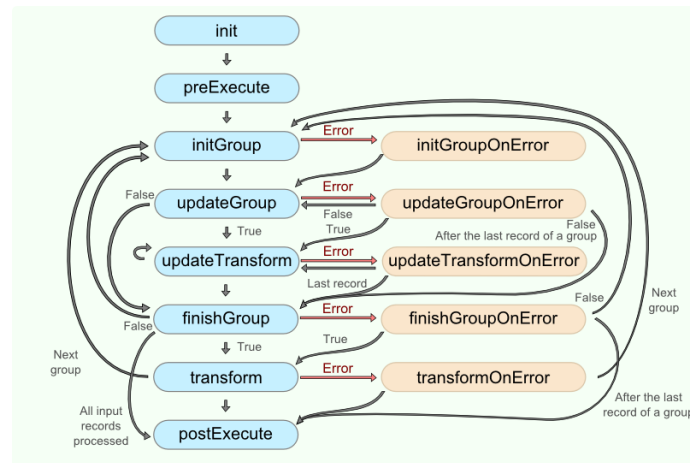 init
preExecute
Error
initGroup
initGroupOnError
False
Error
updateGroup
updateGroupOnError
False
True
True
False
After the last record of a group
Error
updateTransform
updateTransformOnError
Last record
False
Next
group
Error
finishGroup
finishGroupOnError
False
True
True
Next
group
Error
transform
transformOnError
All input
records
processed
After the last
record of a group
postExecute